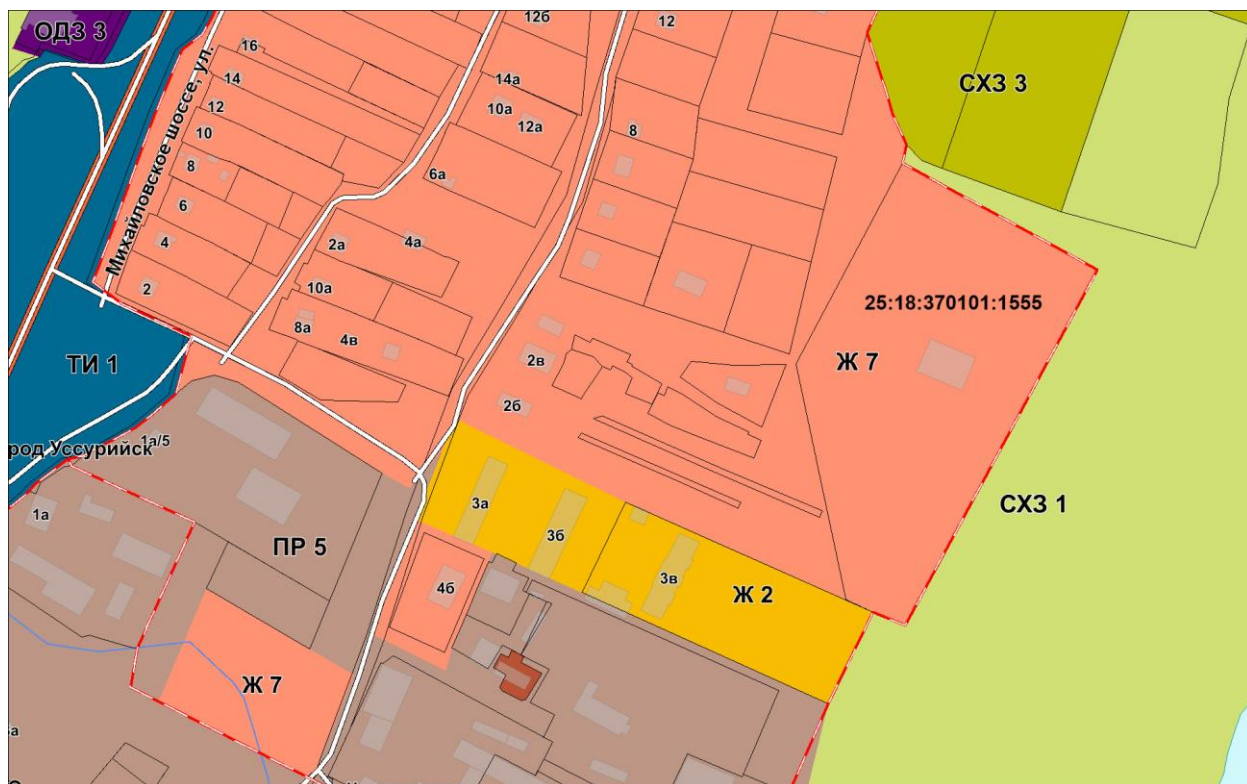 ОДЗ 3
16
14
12
10
8
6
4
2
Михайловское шоссе, ул.
12б
14а
10а
12а
6а
2а
4а
10а
8а
4в
12
8
СХЗ 3
25:18:370101:1555
Ж 7
2в
2б
ТИ 1
род Уссурийск
1а/5
1а
ПР 5
3а
3б
3в
Ж 2
4б
СХЗ 1
Ж 7